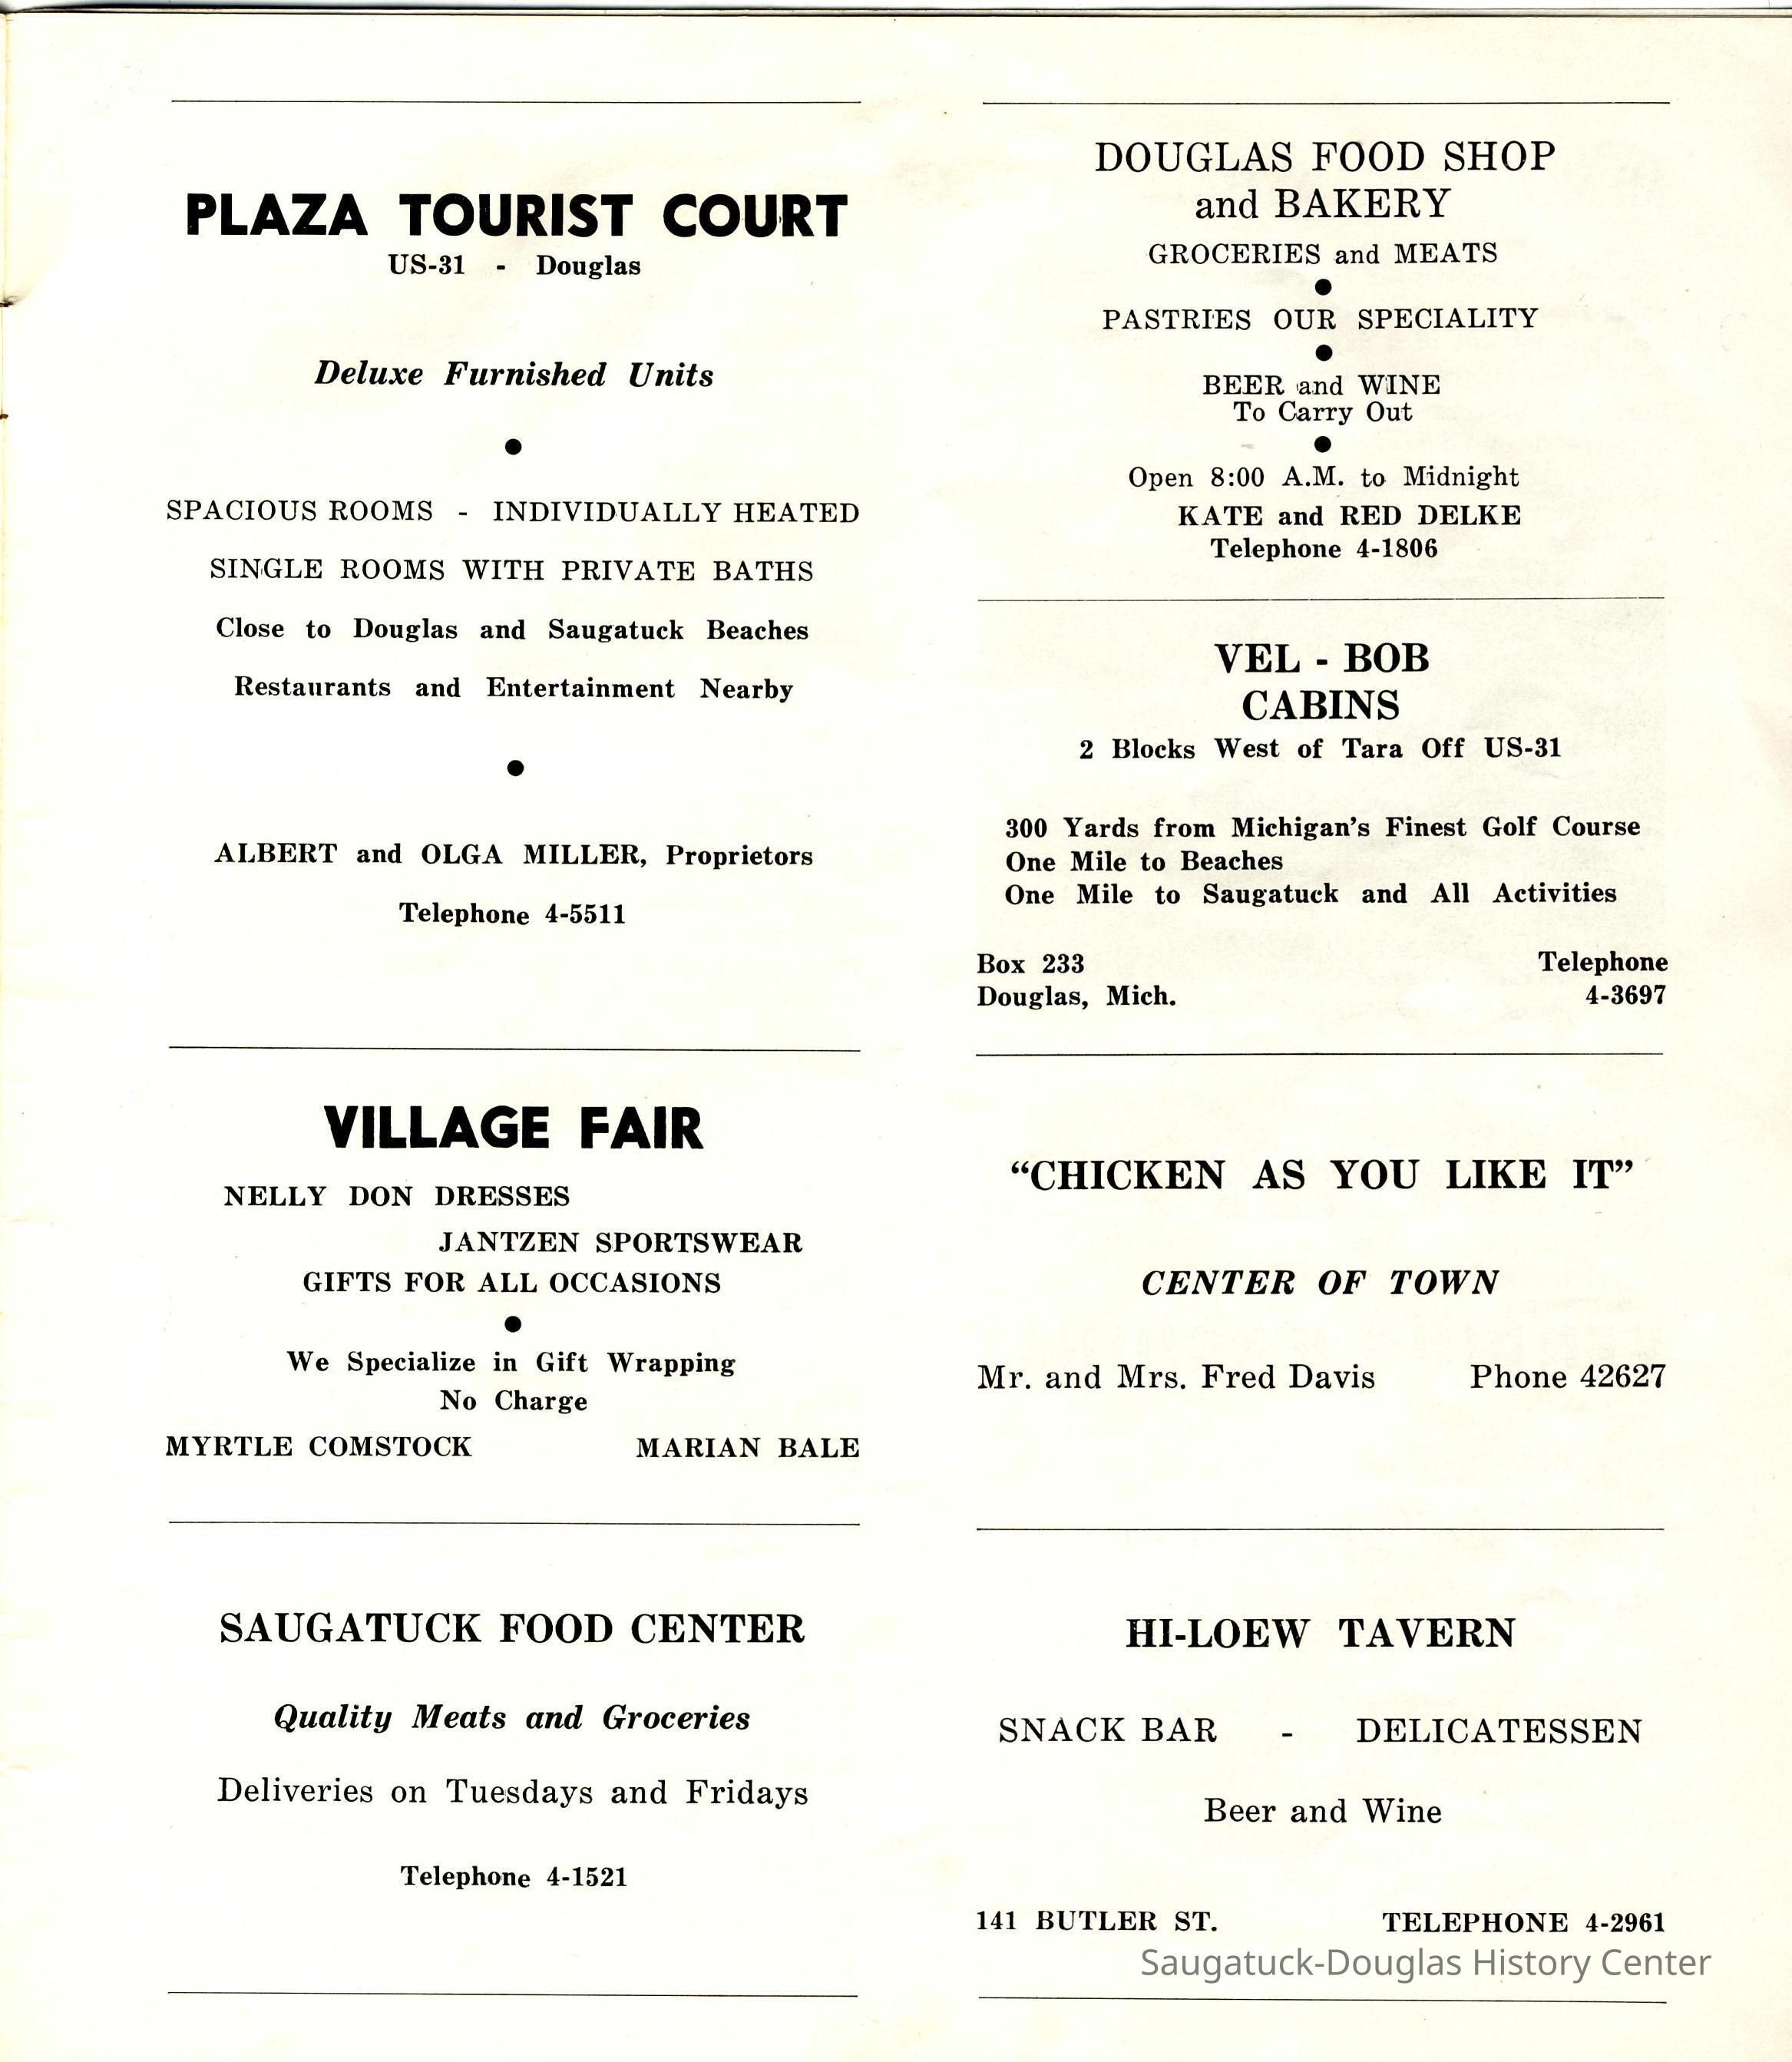 PLAZA TOURIST COURT
US-31 - Douglas
Deluxe Furnished Units
SPACIOUS ROOMS - INDIVIDUALLY HEATED
SINGLE ROOMS WITH PRIVATE BATHS
Close to Douglas and Saugatuck Beaches
Restaurants and Entertainment Nearby
ALBERT and OLGA MILLER, Proprietors
Telephone 4-5511
VILLAGE FAIR
NELLY DON DRESSES
JANTZEN SPORTSWEAR
GIFTS FOR ALL OCCASIONS
We Specialize in Gift Wrapping
No Charge
MYRTLE COMSTOCK MARIAN BALE
SAUGATUCK FOOD CENTER
Quality Meats and Groceries
Deliveries on Tuesdays and Fridays
Telephone 4-1521
DOUGLAS FOOD SHOP
and BAKERY
GROCERIES and MEATS
PASTRIES OUR SPECIALITY
BEER and WINE
To Carry Out
Open 8:00 A.M. to Midnight
KATE and RED DELKE
Telephone 4-1806
VEL - BOB
CABINS
2 Blocks West of Tara Off US-31
300 Yards from Michigan's Finest Golf Course
One Mile to Beaches
One Mile to Saugatuck and All Activities
Box 233 Telephone
Douglas, Mich. 4-3697
“CHICKEN AS YOU LIKE IT”
CENTER OF TOWN
Mr. and Mrs. Fred Davis Phone 42627
HI-LOEW TAVERN
SNACK BAR - DELICATESSEN
Beer and Wine
141 BUTLER ST. TELEPHONE 4-2961
Saugatuck-Douglas History Center